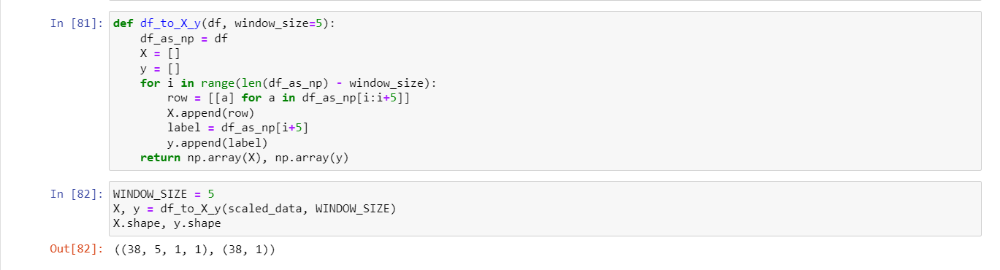 In [81]: def df_to_X_y(df, window_size=5):
    df_as_np = df
    X = []
    y = []
    for i in range(len(df_as_np) - window_size):
        row = [[a] for a in df_as_np[i:i+5]]
        X.append(row)
        label = df_as_np[i+5]
        y.append(label)
    return np.array(X), np.array(y)
In [82]: WINDOW_SIZE = 5
X, y = df_to_X_y(scaled_data, WINDOW_SIZE)
X.shape, y.shape
Out[82]: ((38, 5, 1, 1), (38, 1))